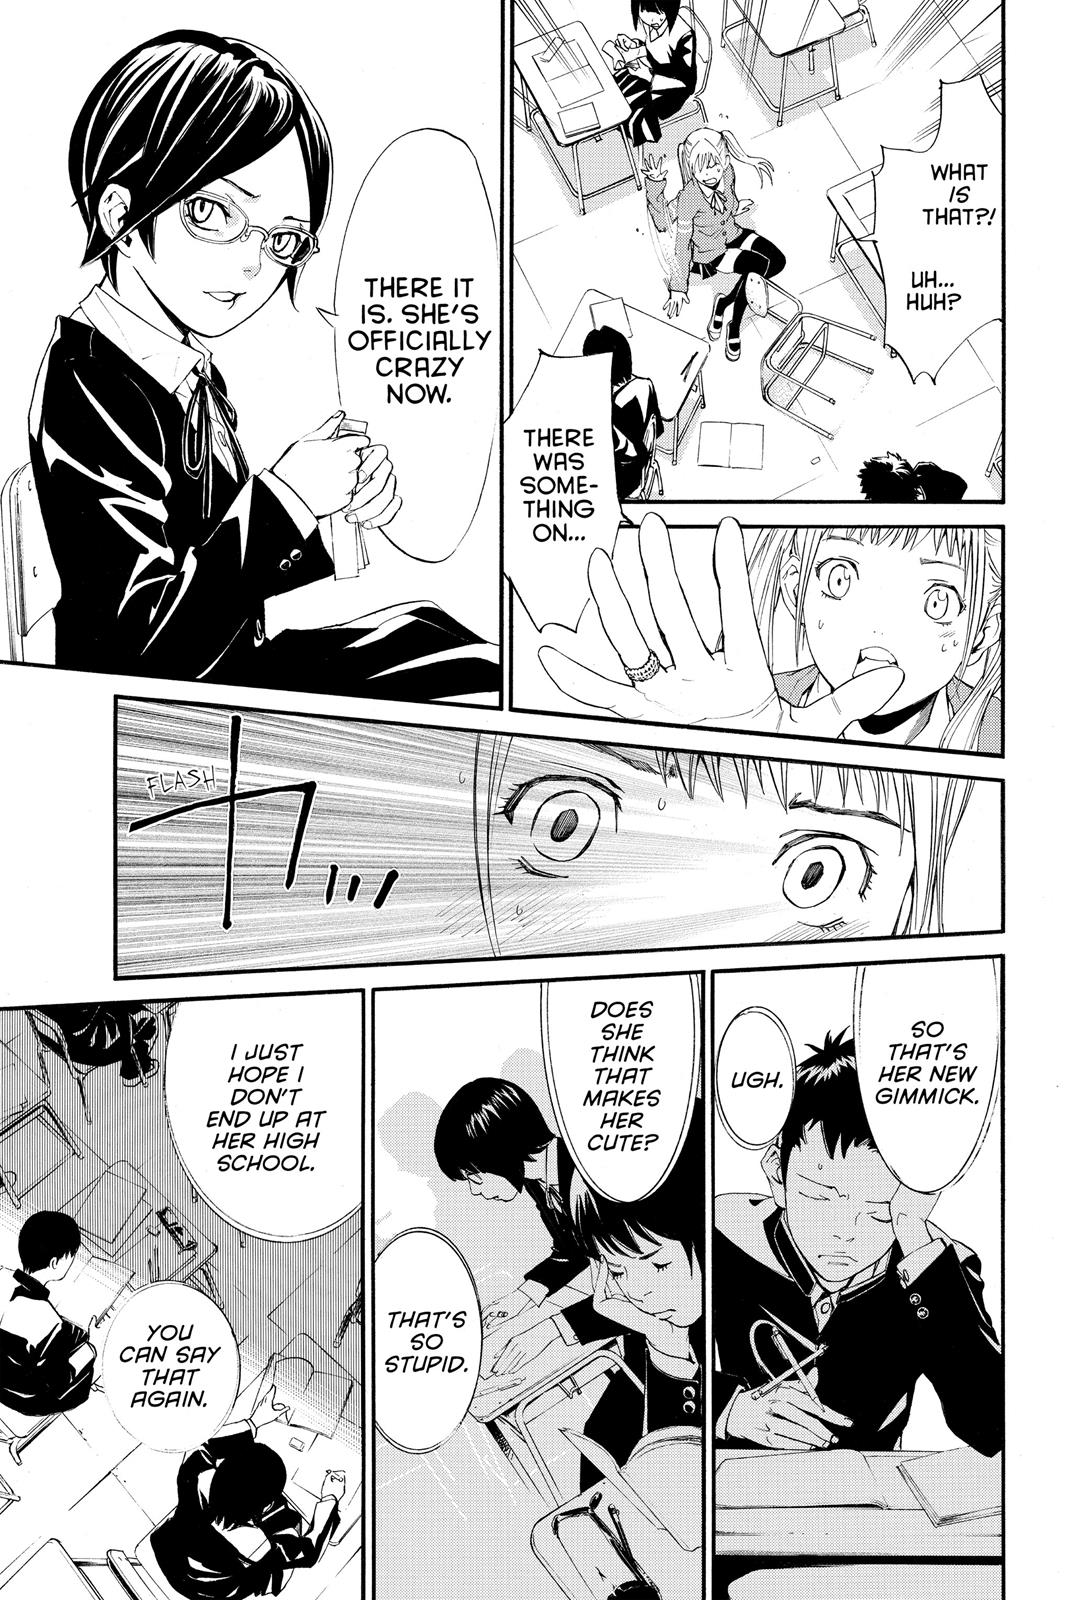 WHAT
IS
THAT?!
UH...
HUH?
THERE
WAS
SOME-
THING
ON...
THERE IT
IS. SHE'S
OFFICIALLY
CRAZY
NOW.
FLASH
カッ
SO
THAT'S
HER NEW
GIMMICK.
UGH.
DOES
SHE
THINK
THAT
MAKES
HER
CUTE?
THAT'S
SO
STUPID.
I JUST
HOPE I
DON'T
END UP AT
HER HIGH
SCHOOL.
YOU
CAN SAY
THAT
AGAIN.